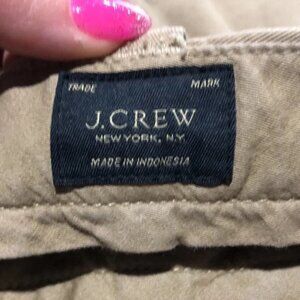 TRADE MARK
J.CREW
NEW YORK, N.Y.
MADE IN INDONESIA